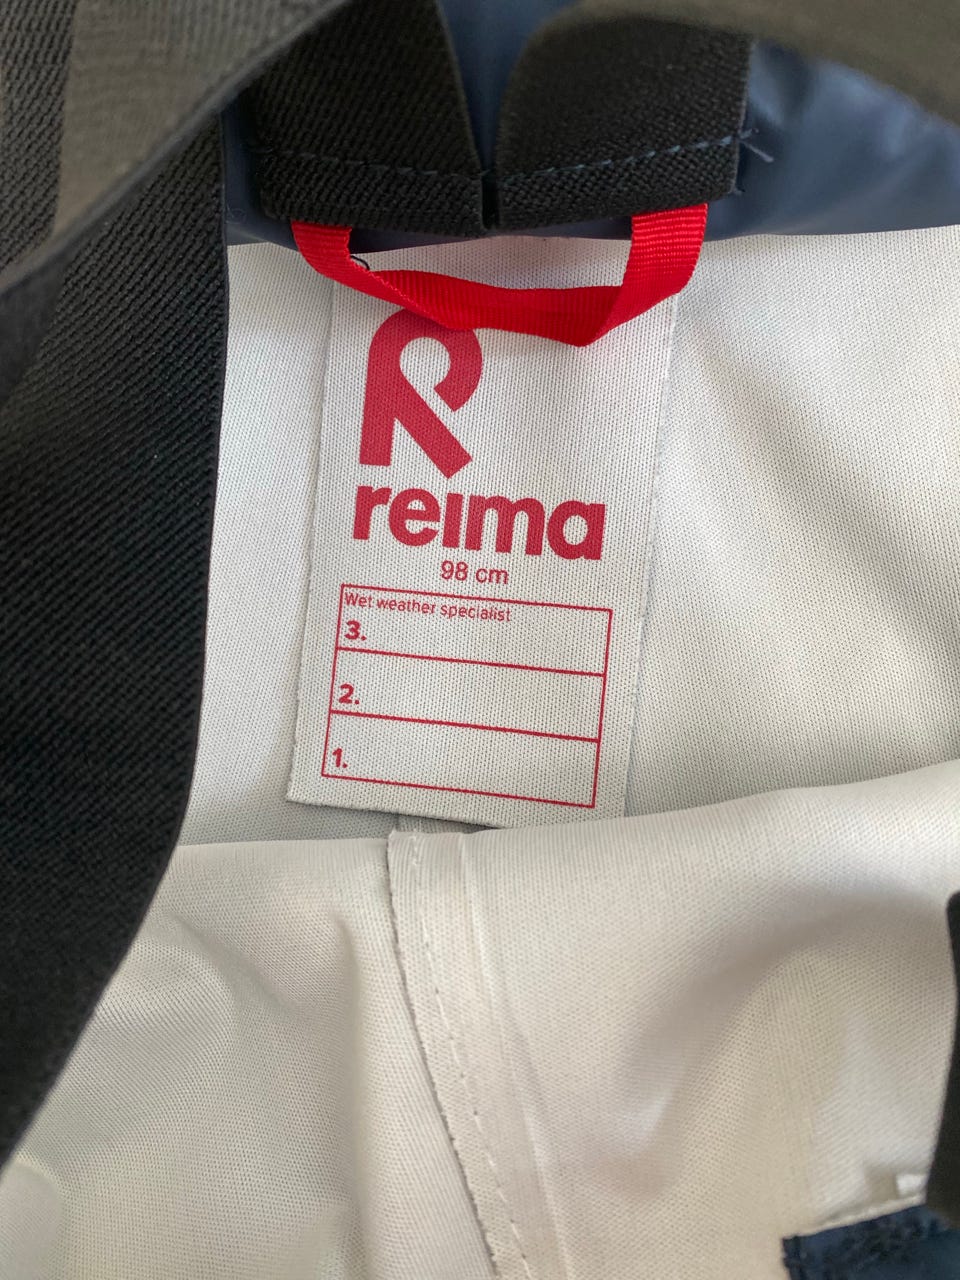 reima
98 cm
Wet weather specialist
3.
2.
1.